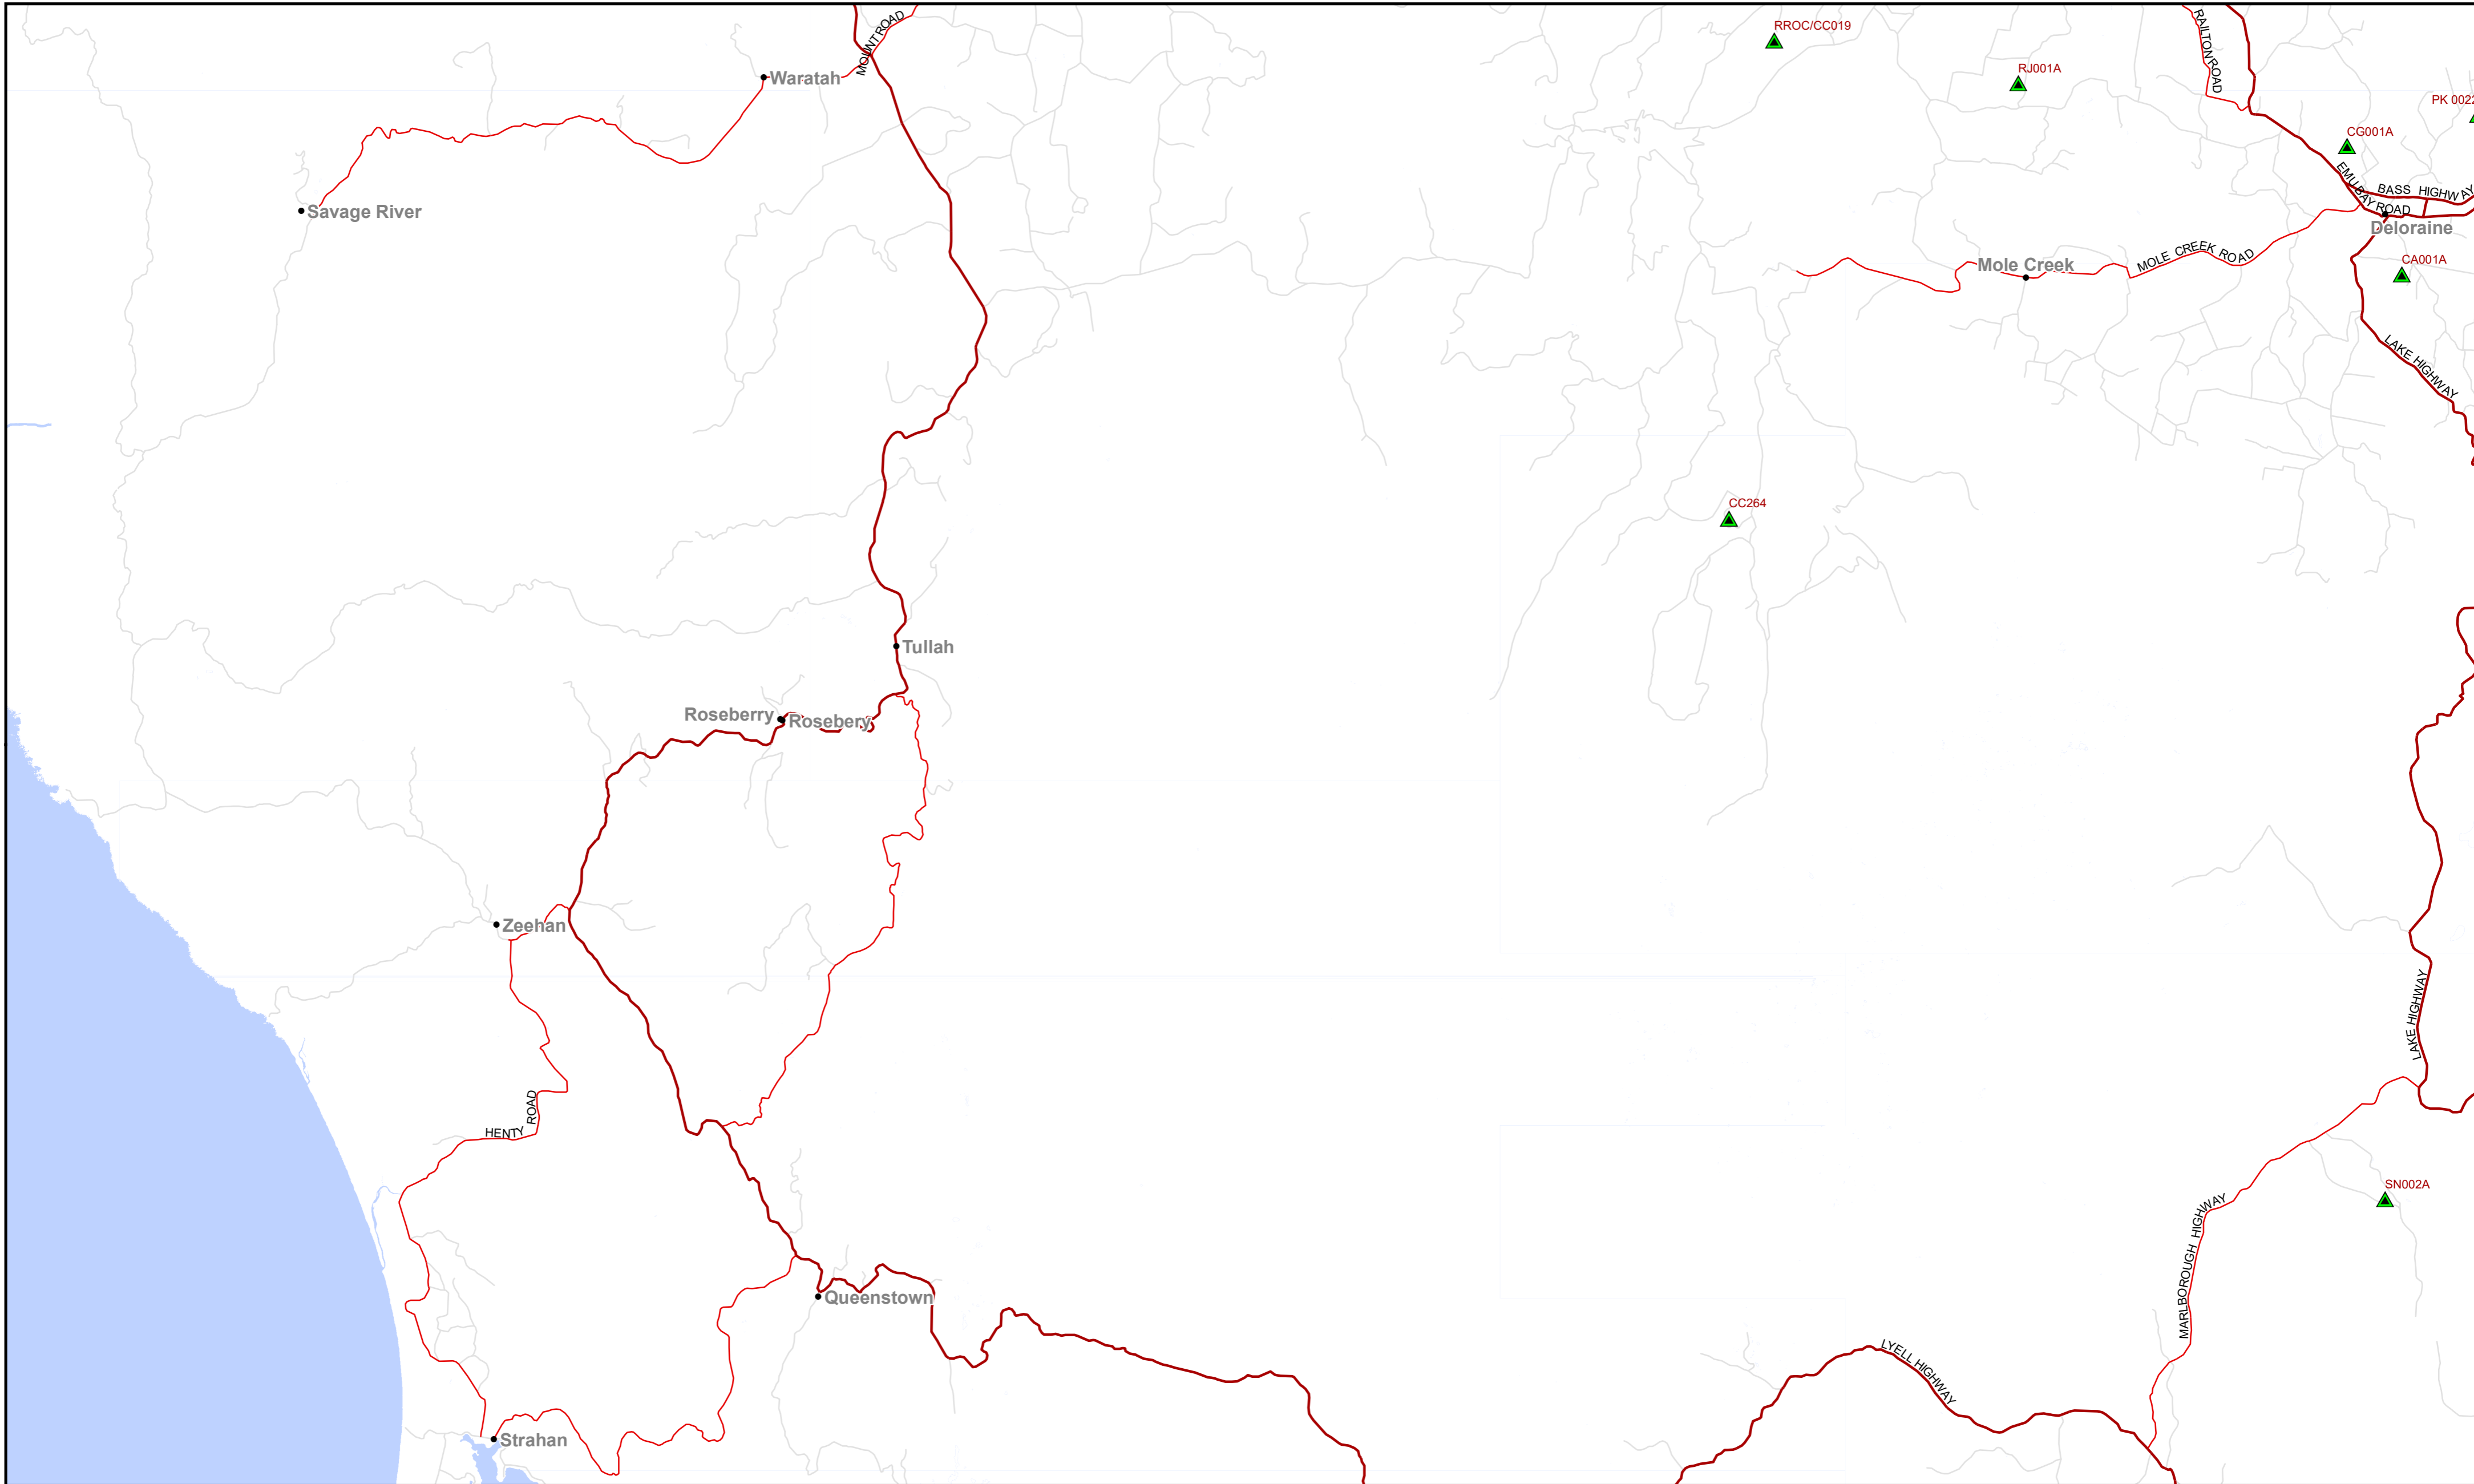 RROC/CC019
MOUNT ROAD
RAILTON ROAD
RJ001A
Waratah
PK 0022
CG001A
EMU BAY ROAD
BASS HIGHWAY
Savage River
Deloraine
MOLE CREEK ROAD
Mole Creek
CA001A
LAKE HIGHWAY
CC264
Tullah
Roseberry
Rosebery
Zeehan
LAKE HIGHWAY
HENTY ROAD
SN002A
MARLBOROUGH HIGHWAY
Queenstown
LYELL HIGHWAY
Strahan